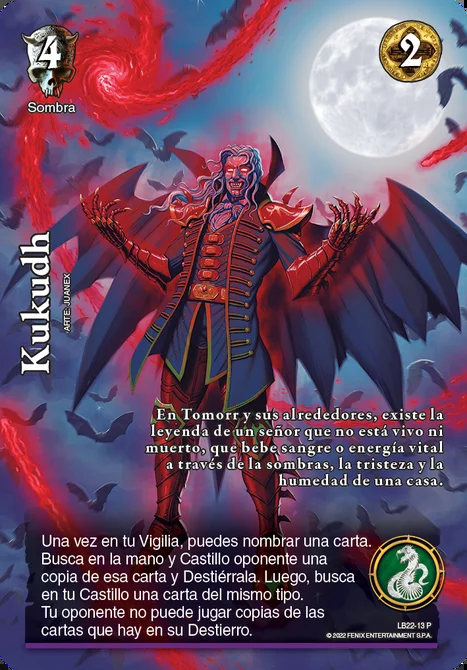 4
2
Sombra
Kukudh
ARTE: JUANEX
En Tomorr y sus alrededores, existe la
leyenda de un señor que no está vivo ni
muerto, que bebe sangre o energía vital
a través de la sombras, la tristeza y la
humedad de una casa.
Una vez en tu Vigilia, puedes nombrar una carta.
Busca en la mano y Castillo oponente una
copia de esa carta y Destiérrala. Luego, busca
en tu Castillo una carta del mismo tipo.
Tu oponente no puede jugar copias de las
cartas que hay en su Destierro.
LB22-13 P
© 2022 FENIX ENTERTAINMENT S.P.A.